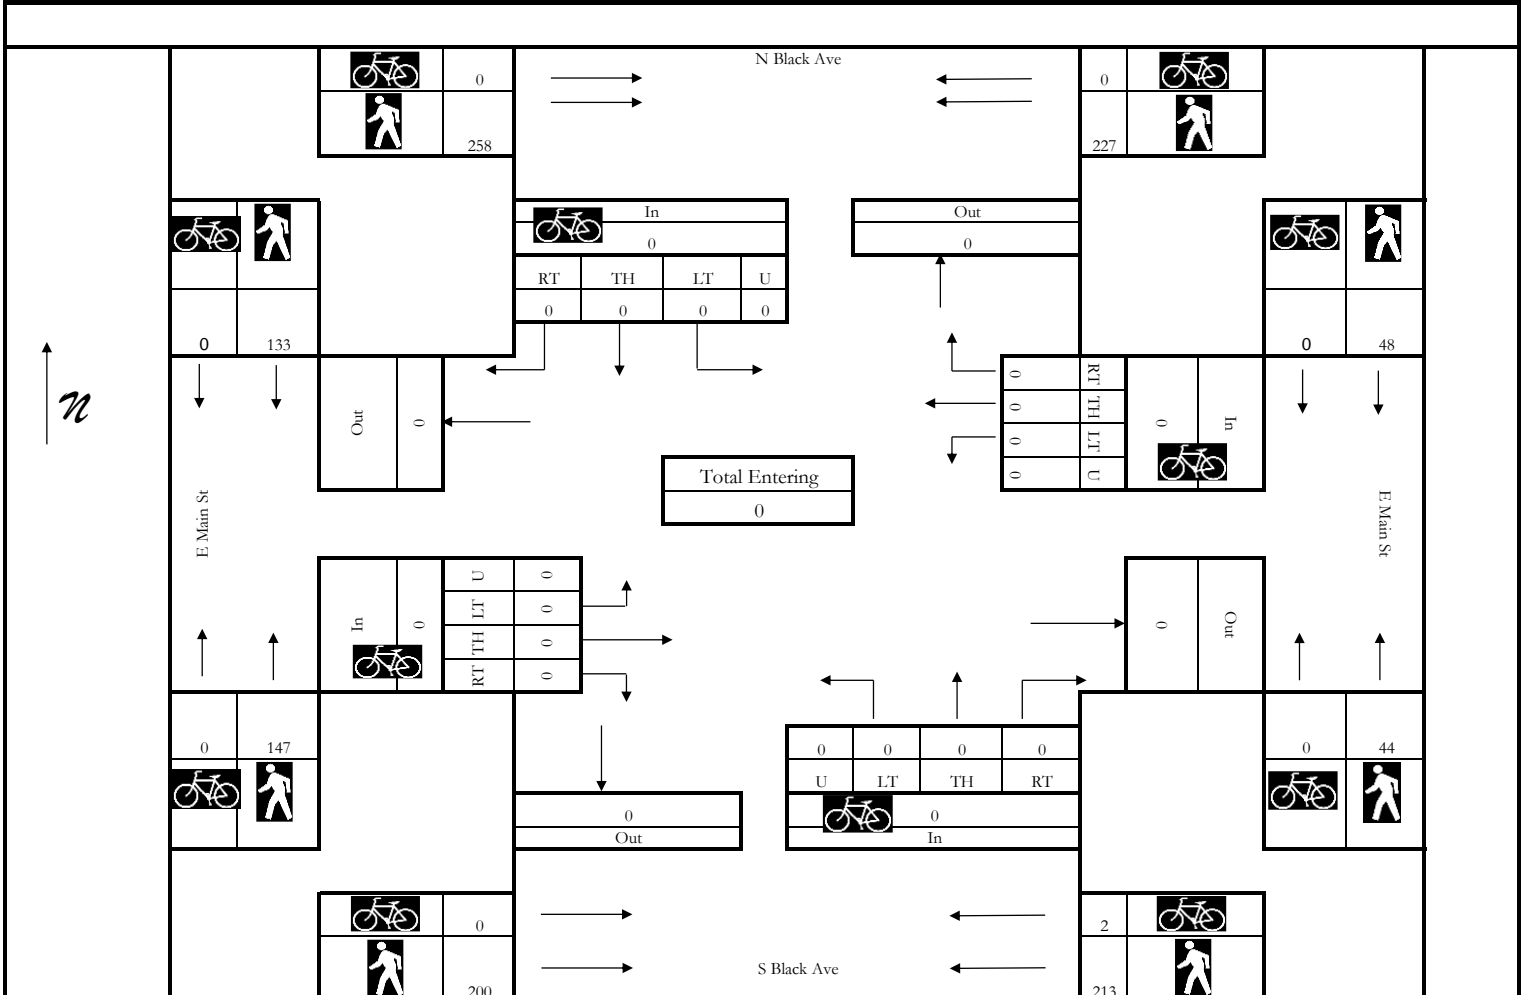 N Black Ave
0
0
258
227
In
Out
0
0
RT TH LT U
0 0 0 0
0 133
0 48
N
Out 0
0 RT
0 TH
0 LT
0 U
0 In
Total Entering
0
E Main St
E Main St
In 0
U 0
LT 0
TH 0
RT 0
0 Out
0 147
0 44
0 0 0 0
U LT TH RT
0
Out
0
In
0
2
S Black Ave
200
213